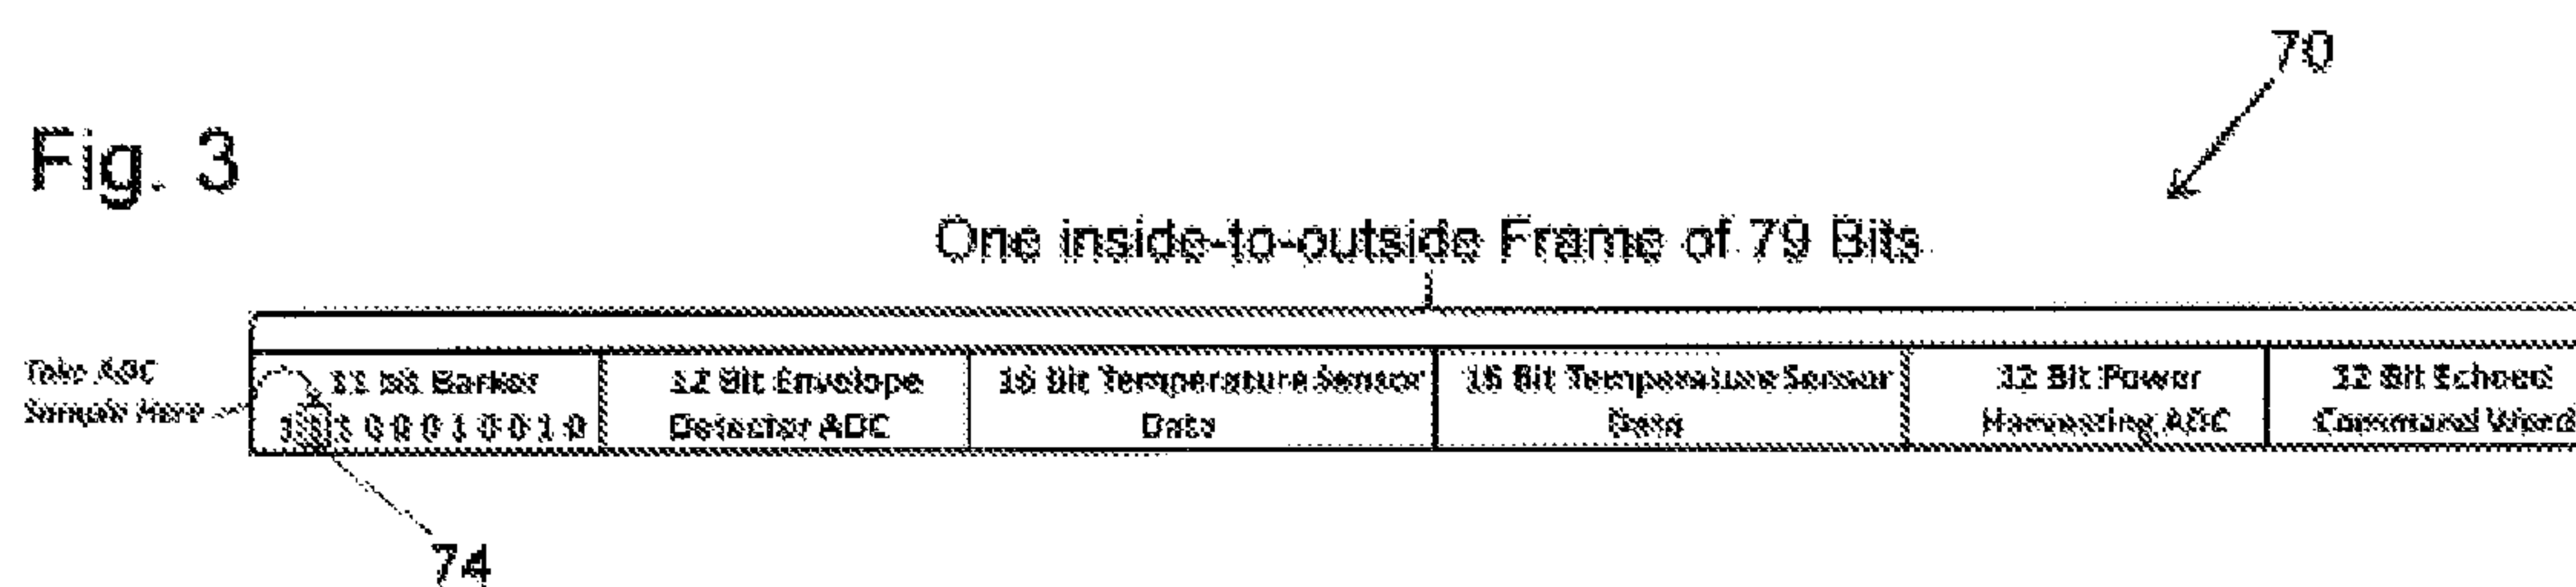 70
Fig. 3
One inside-to-outside Frame of 79 Bits
Take ADC
Sample Here
11 bit Barker
1 1 1 0 0 0 1 0 0 1 0
12 Bit Envelope
Detector ADC
16 Bit Temperature Sensor
Data
16 Bit Temperature Sensor
Data
12 Bit Power
Harvesting ADC
12 Bit Echoed
Command Word
74